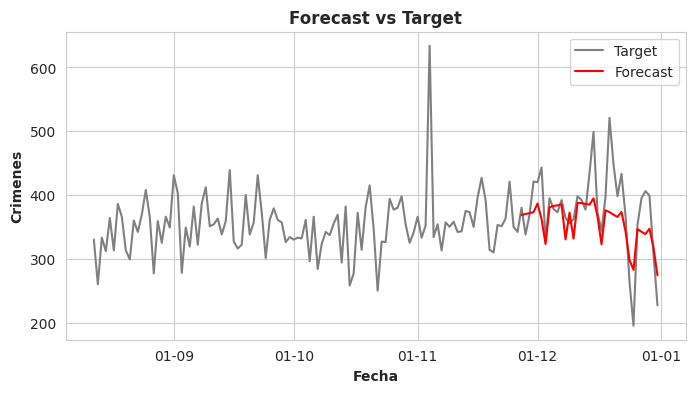 Forecast vs Target
Target
Forecast
600
500
400
300
200
Crimenes
01-09
01-10
01-11
01-12
01-01
Fecha